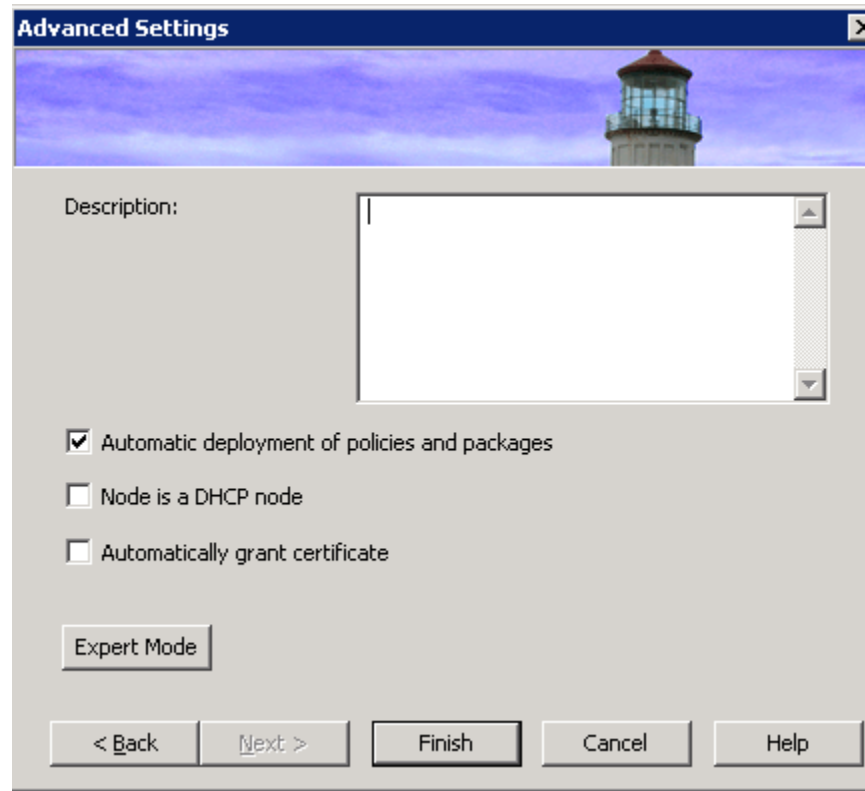 Advanced Settings
Description:
Automatic deployment of policies and packages
Node is a DHCP node
Automatically grant certificate
Expert Mode
< Back Next > Finish Cancel Help